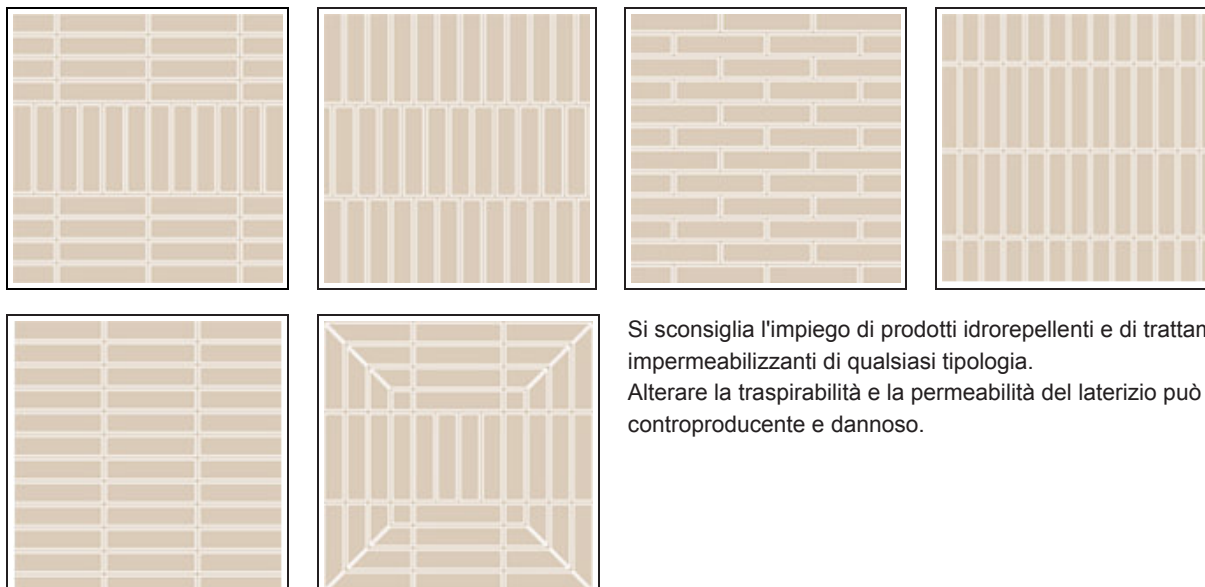 Si sconsiglia l'impiego di prodotti idrorepellenti e di
impermeabilizzanti di qualsiasi tipologia.
Alterare la traspirabilità e la permeabilità del laterizio può
controproducente e dannoso.